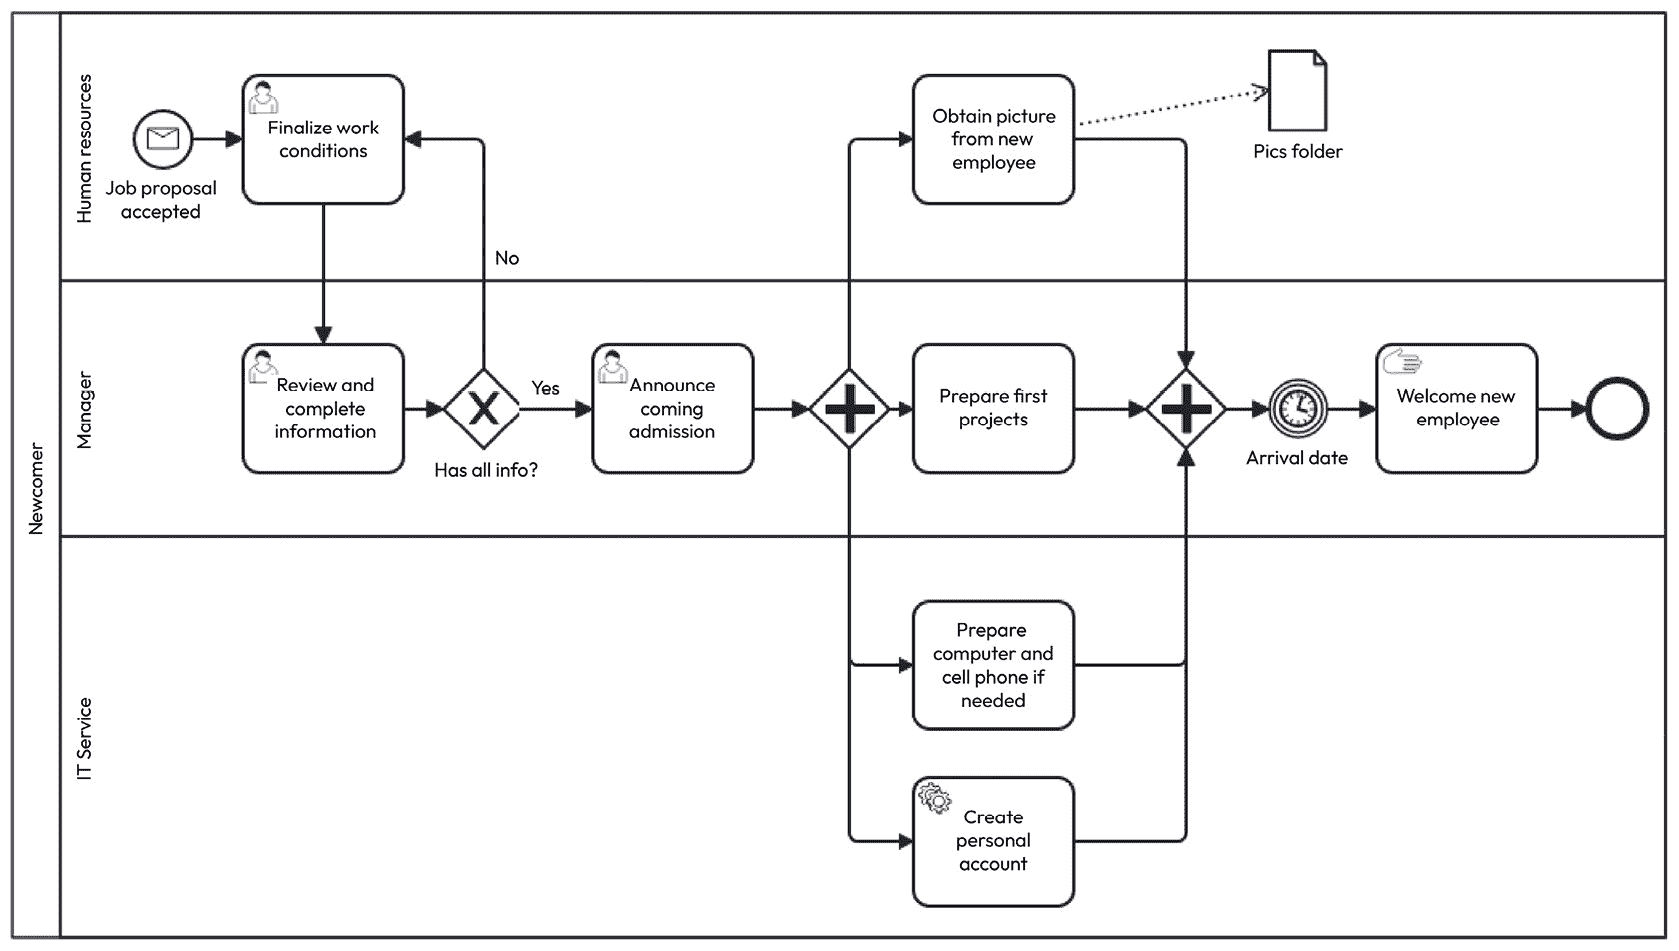 Newcomer
Human resources
Job proposal
accepted
Finalize work
conditions
No
Obtain picture
from new
employee
Pics folder
Manager
Review and
complete
information
X
Has all info?
Yes
Announce
coming
admission
Prepare first
projects
Arrival date
Welcome new
employee
IT Service
Prepare
computer and
cell phone if
needed
Create
personal
account